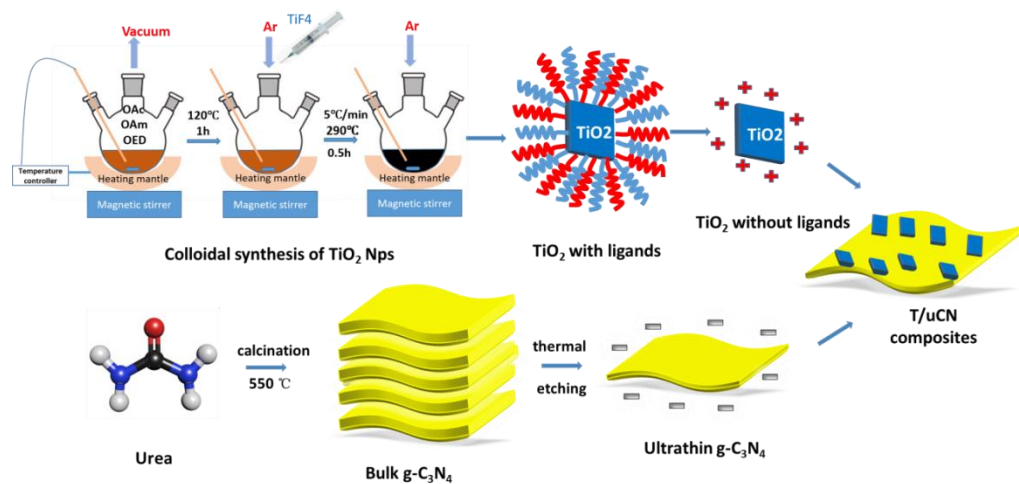 Vacuum
Ar
TiF4
Ar
OAc
OAm
OED
120℃
1h
5℃/min
290℃
0.5h
Temperature
controller
Heating mantle
Heating mantle
Heating mantle
Magnetic stirrer
Magnetic stirrer
Magnetic stirrer
TiO2
TiO2
Colloidal synthesis of TiO₂ Nps
TiO₂ with ligands
TiO₂ without ligands
T/uCN
composites
calcination
550 ℃
thermal
etching
Urea
Bulk g-C₃N₄
Ultrathin g-C₃N₄